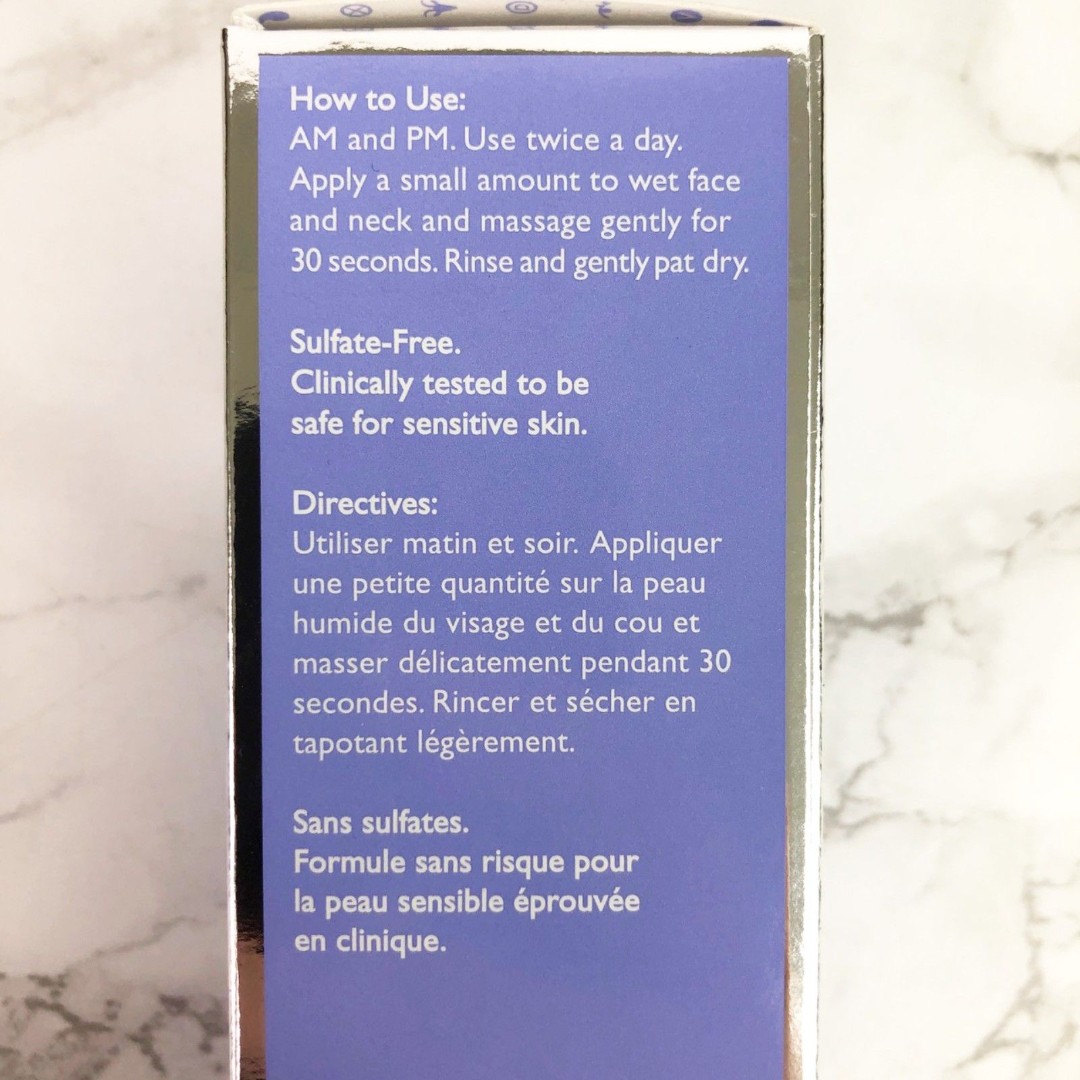 How to Use:
AM and PM. Use twice a day.
Apply a small amount to wet face
and neck and massage gently for
30 seconds. Rinse and gently pat dry.
Sulfate-Free.
Clinically tested to be
safe for sensitive skin.
Directives:
Utiliser matin et soir. Appliquer
une petite quantité sur la peau
humide du visage et du cou et
masser délicatement pendant 30
secondes. Rincer et sécher en
tapotant légèrement.
Sans sulfates.
Formule sans risque pour
la peau sensible éprouvée
en clinique.